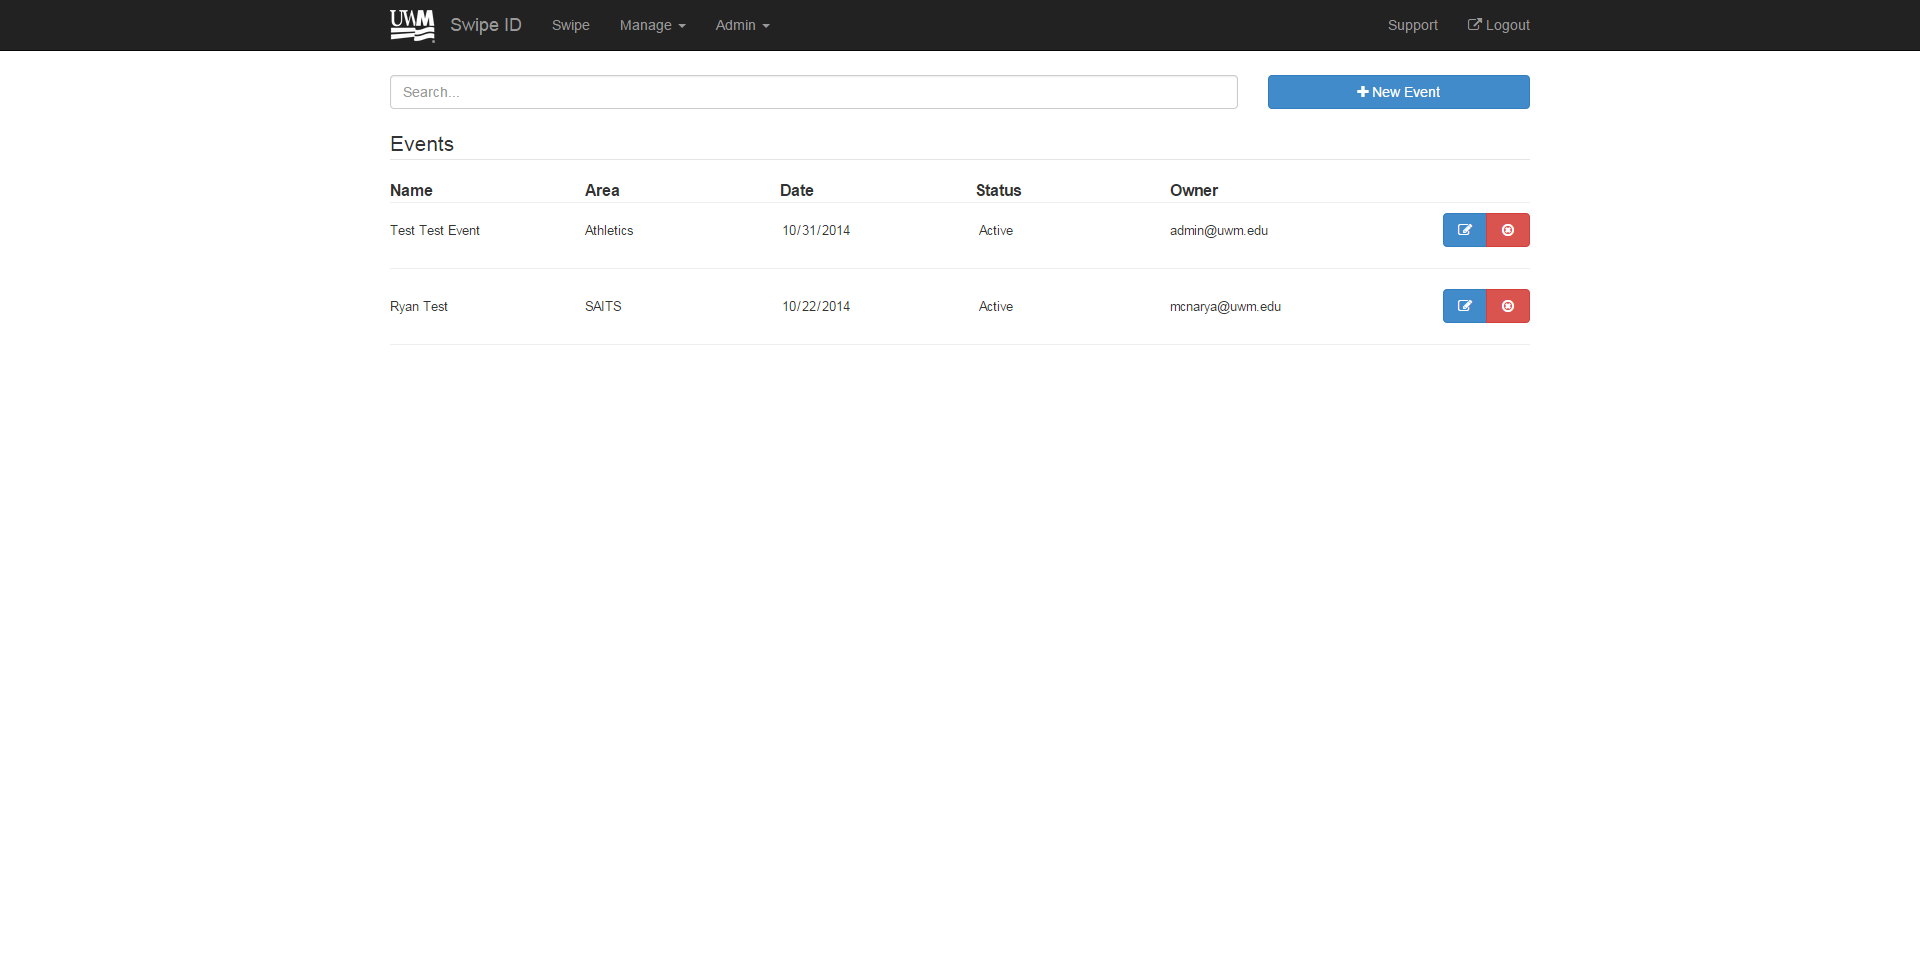 UWM Swipe ID Swipe Manage Admin Support Logout
Search...
New Event
Events
Name Area Date Status Owner
Test Test Event Athletics 10/31/2014 Active admin@uwm.edu
Ryan Test SAITS 10/22/2014 Active mcnarya@uwm.edu